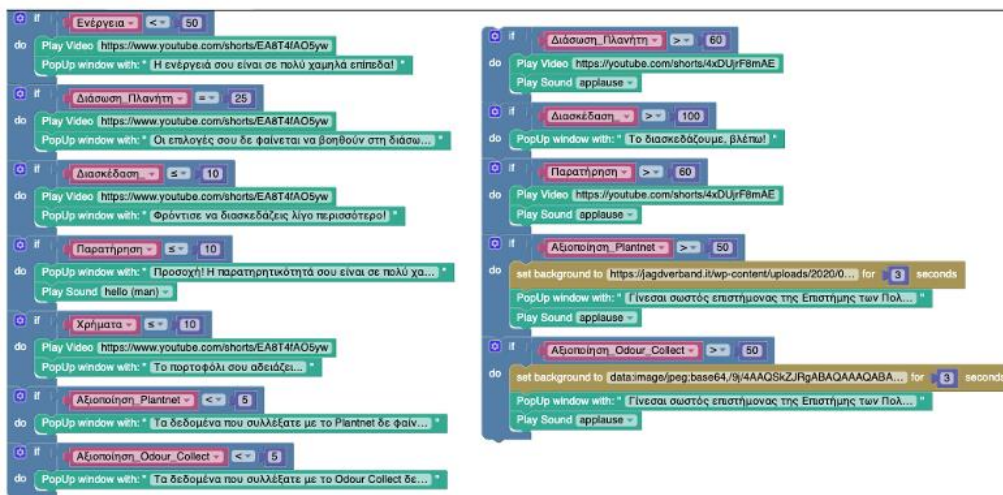 if Ενέργεια < 50
do Play Video https://www.youtube.com/shorts/EA8T4fAO5yw
PopUp window with: " Η ενέργειά σου είναι σε πολύ χαμηλά επίπεδα! "
if Διάσωση_Πλανήτη = 25
do Play Video https://www.youtube.com/shorts/EA8T4fAO5yw
PopUp window with: " Οι επιλογές σου δε φαίνεται να βοηθούν στη διάσω... "
if Διασκέδαση_ ≤ 10
do Play Video https://www.youtube.com/shorts/EA8T4fAO5yw
PopUp window with: " Φρόντισε να διασκεδάζεις λίγο περισσότερο! "
if Παρατήρηση ≤ 10
do PopUp window with: " Προσοχή! Η παρατηρητικότητά σου είναι σε πολύ χα... "
Play Sound hello (man)
if Χρήματα ≤ 10
do Play Video https://www.youtube.com/shorts/EA8T4fAO5yw
PopUp window with: " Το πορτοφόλι σου αδειάζει... "
if Αξιοποίηση_Plantnet < 5
do PopUp window with: " Τα δεδομένα που συλλέξατε με το Plantnet δε φαίν... "
if Αξιοποίηση_Odour_Collect < 5
do PopUp window with: " Τα δεδομένα που συλλέξατε με το Odour Collect δε... "
if Διάσωση_Πλανήτη > 60
do Play Video https://youtube.com/shorts/4xDUjrF8mAE
Play Sound applause
if Διασκέδαση_ > 100
do PopUp window with: " Το διασκεδάζουμε, βλέπω! "
if Παρατήρηση > 60
do Play Video https://youtube.com/shorts/4xDUjrF8mAE
Play Sound applause
if Αξιοποίηση_Plantnet > 50
do set background to https://jagdverband.it/wp-content/uploads/2020/0... for 3 seconds
PopUp window with: " Γίνεσαι σωστός επιστήμονας της Επιστήμης των Πολ... "
Play Sound applause
if Αξιοποίηση_Odour_Collect > 50
do set background to data:image/jpeg;base64,/9j/4AAQSkZJRgABAQAAAQABA... for 3 seconds
PopUp window with: " Γίνεσαι σωστός επιστήμονας της Επιστήμης των Πολ... "
Play Sound applause